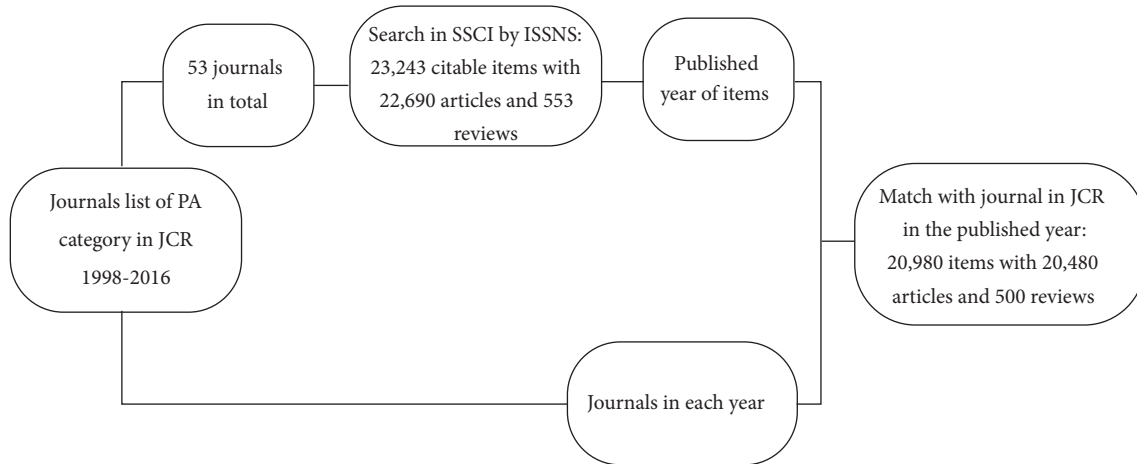 53 journals
in total
Search in SSCI by ISSNS:
23,243 citable items with
22,690 articles and 553
reviews
Published
year of items
Journals list of PA
category in JCR
1998-2016
Match with journal in JCR
in the published year:
20,980 items with 20,480
articles and 500 reviews
Journals in each year